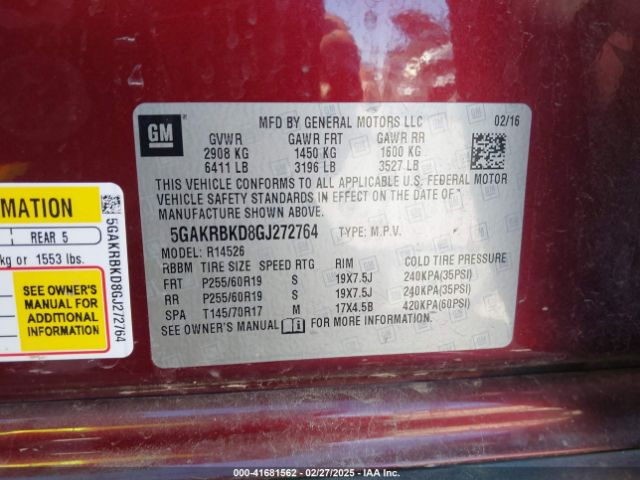 GM
MFD BY GENERAL MOTORS LLC 02/16
GVWR GAWR FRT GAWR RR
2908 KG 1450 KG 1600 KG
6411 LB 3196 LB 3527 LB
THIS VEHICLE CONFORMS TO ALL APPLICABLE U.S. FEDERAL MOTOR
VEHICLE SAFETY STANDARDS IN EFFECT ON THE DATE OF
MANUFACTURE SHOWN ABOVE.
5GAKRBKD8GJ272764 TYPE: M.P.V.
MODEL: R14526
RBBM TIRE SIZE SPEED RTG RIM COLD TIRE PRESSURE
FRT P255/60R19 S 19X7.5J 240KPA(35PSI)
RR P255/60R19 S 19X7.5J 240KPA(35PSI)
SPA T145/70R17 M 17X4.5B 420KPA(60PSI)
SEE OWNER'S MANUAL FOR MORE INFORMATION.
REAR 5
kg or 1553 lbs.
SEE OWNER'S
MANUAL FOR
ADDITIONAL
INFORMATION
5GAKRBKD8GJ272764
000-41681562 — 02/27/2025 — IAA Inc.